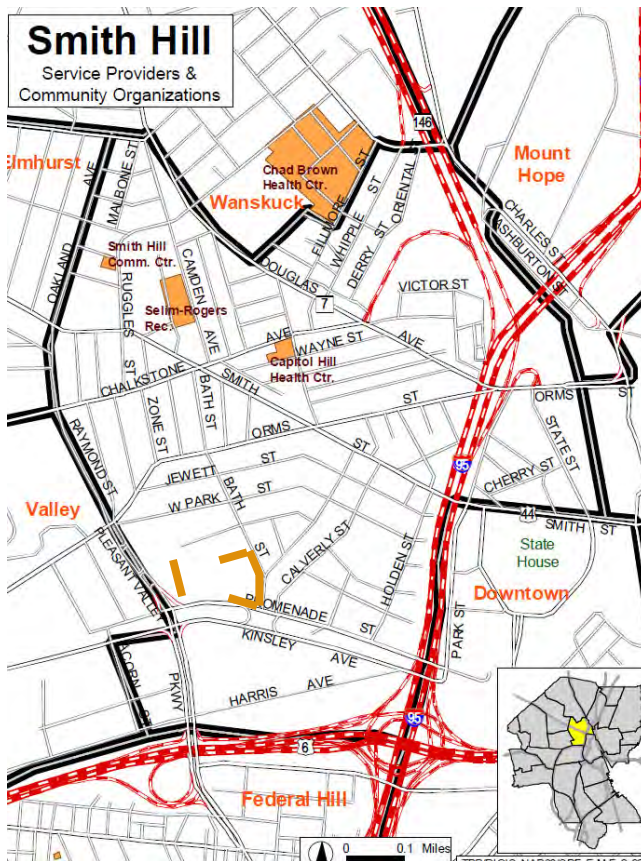 Smith Hill
Service Providers &
Community Organizations
146
Elmhurst
Mount
Hope
Chad Brown
Health Ctr.
Wanskuck
MALBONE ST
AVE
OAKLAND
FILLMORE
ST
WHIPPLE ST
DERRY ST
ORIENTAL
CHARLES ST
ASHBURTON ST
Smith Hill
Comm. Ctr.
CAMDEN
AVE
DOUGLAS
AVE
7
VICTOR ST
RUGGLES
ST
Selim-Rogers
Rec.
AVE
WAYNE ST
Capitol Hill
Health Ctr.
CHALKSTONE
SMITH
ST
BATH ST
ZONE ST
ORMS
ST
ORMS
ST
STATE ST
RAYMOND ST
JEWETT ST
95
CHERRY ST
W PARK ST
BATH
ST
44
SMITH ST
Valley
State
House
PLEASANT VALLEY
PKWY
CALVERLY ST
HOLDEN ST
Downtown
PROMENADE
ST
PARK ST
KINSLEY AVE
ACORN ST
HARRIS AVE
95
6
Federal Hill
0 0.1 Miles